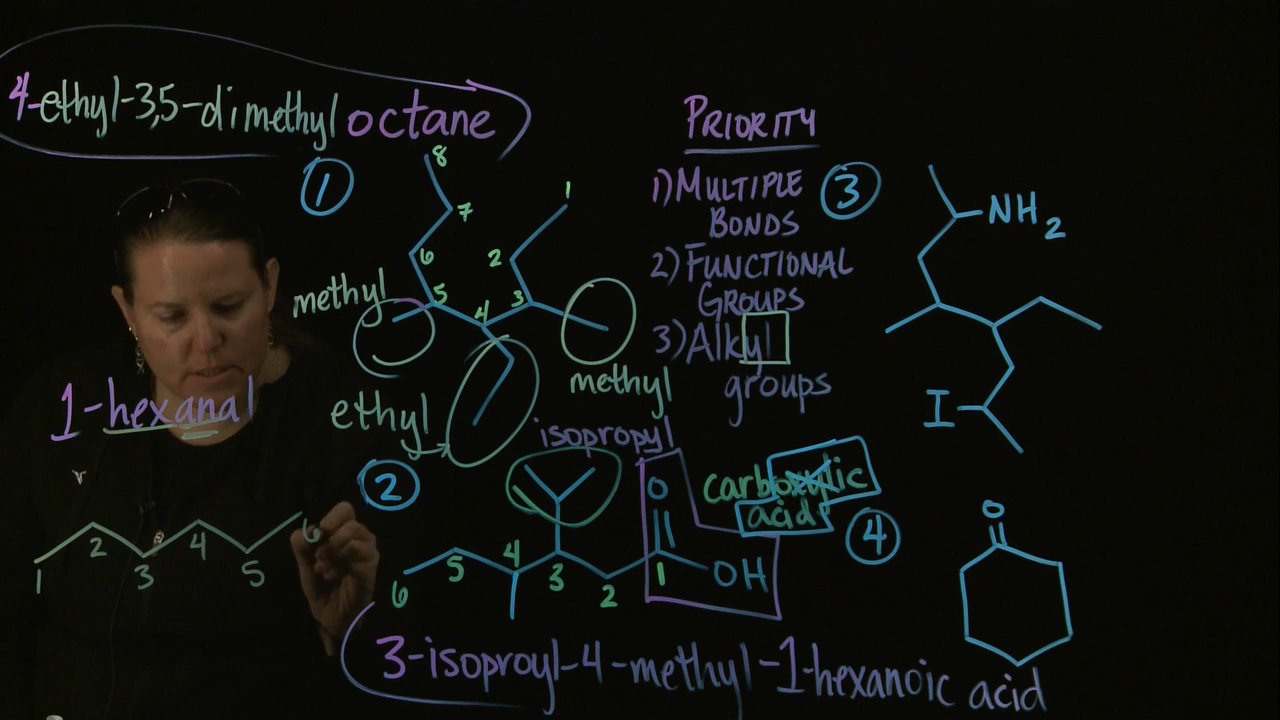 4-ethyl-3,5-dimethyl octane
1
8
7
6
5
4
3
2
1
methyl
ethyl
methyl
PRIORITY
1) MULTIPLE
BONDS
2) FUNCTIONAL
GROUPS
3) Alkyl
groups
3
NH2
I
1-hexanal
1
2
3
4
5
6
2
isopropyl
O
OH
carboxylic
acid
6
5
4
3
2
1
3-isoproyl-4-methyl-1-hexanoic acid
4
O